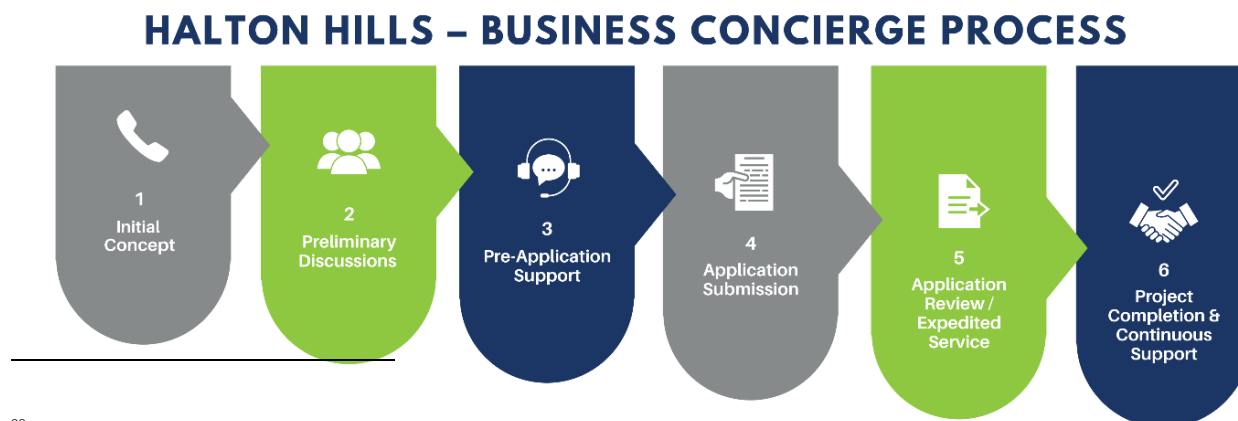 HALTON HILLS – BUSINESS CONCIERGE PROCESS
1
Initial
Concept
2
Preliminary
Discussions
3
Pre-Application
Support
4
Application
Submission
5
Application
Review /
Expedited
Service
6
Project
Completion &
Continuous
Support